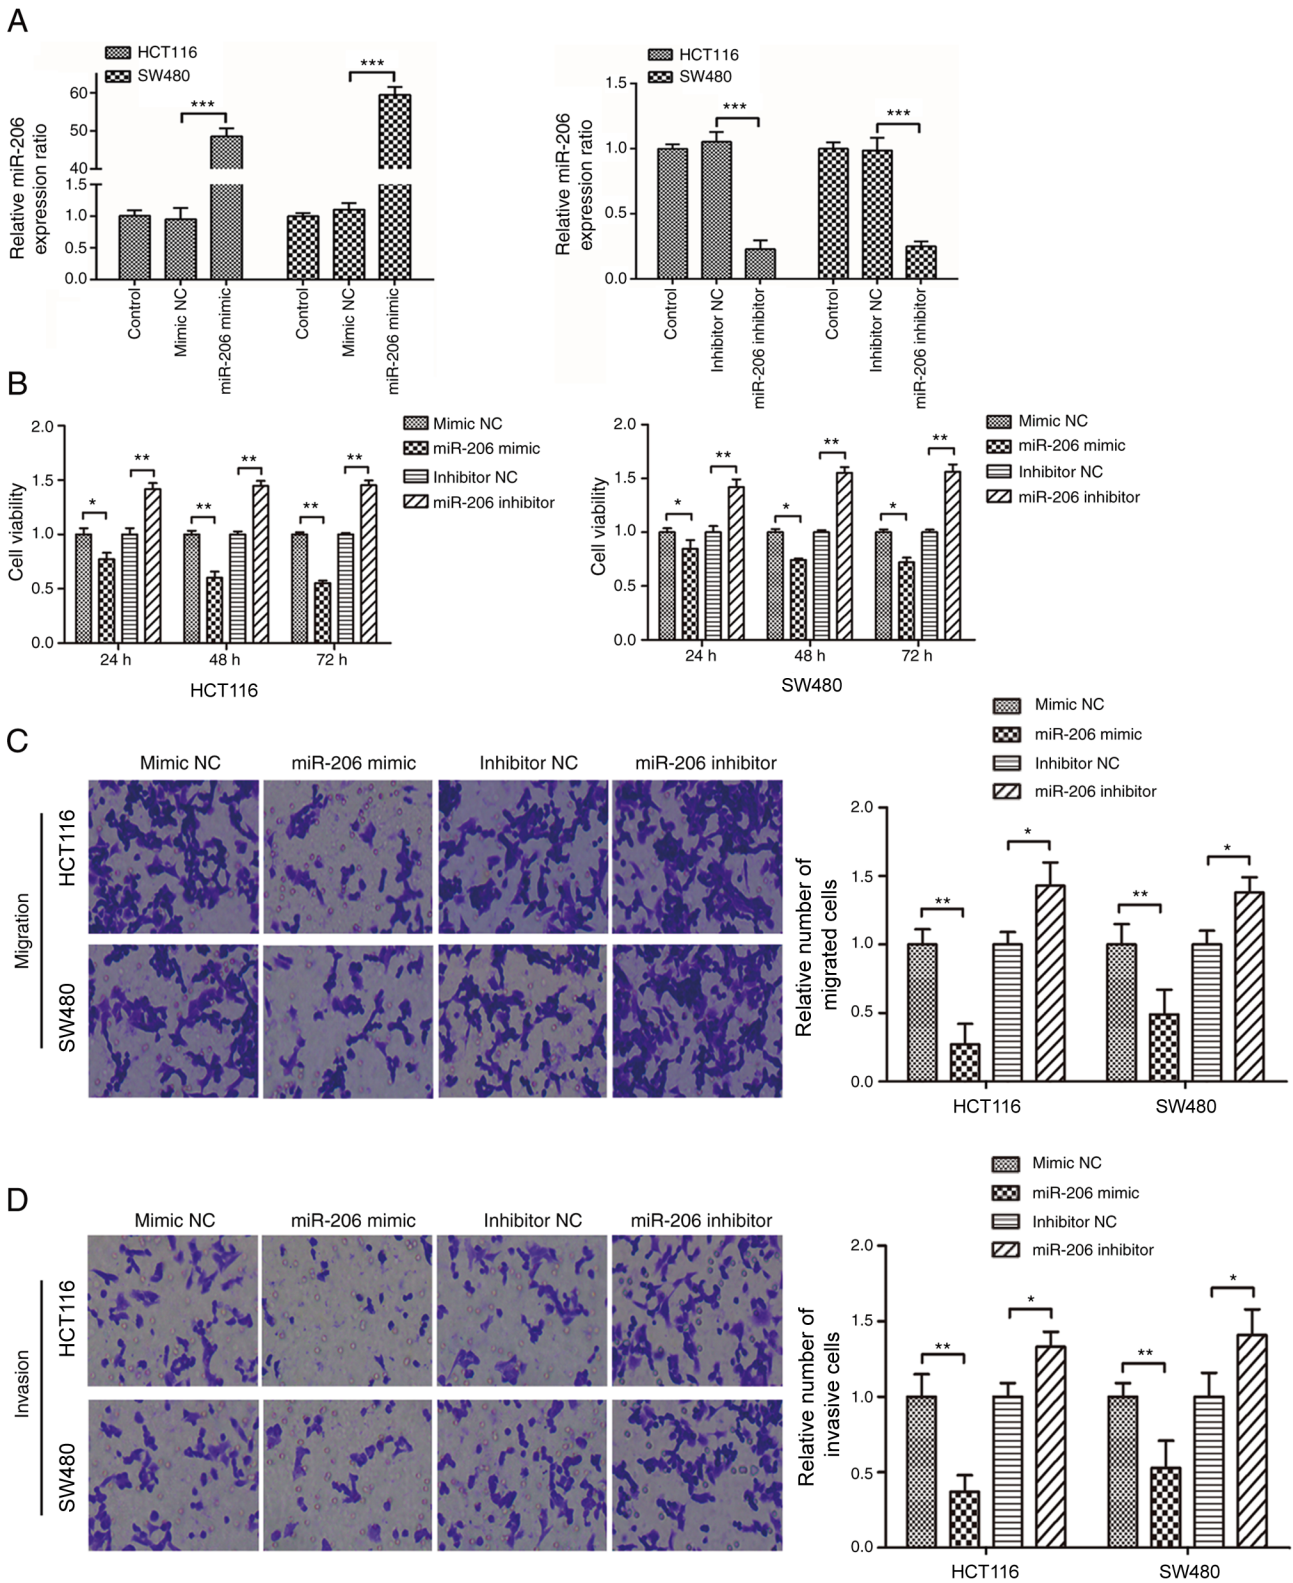 A
HCT116
SW480
***
***
60
50
40
1.5
1.0
0.5
0.0
Relative miR-206
expression ratio
Control
Mimic NC
miR-206 mimic
Control
Mimic NC
miR-206 mimic
HCT116
SW480
***
***
1.5
1.0
0.5
0.0
Relative miR-206
expression ratio
Control
Inhibitor NC
miR-206 inhibitor
Control
Inhibitor NC
miR-206 inhibitor
B
2.0
1.5
1.0
0.5
0.0
Cell viability
*
**
**
**
**
**
24 h
48 h
72 h
HCT116
Mimic NC
miR-206 mimic
Inhibitor NC
miR-206 inhibitor
2.0
1.5
1.0
0.5
0.0
Cell viability
*
**
*
**
*
**
24 h
48 h
72 h
SW480
Mimic NC
miR-206 mimic
Inhibitor NC
miR-206 inhibitor
C
Mimic NC
miR-206 mimic
Inhibitor NC
miR-206 inhibitor
Migration
HCT116
SW480
Mimic NC
miR-206 mimic
Inhibitor NC
miR-206 inhibitor
2.0
1.5
1.0
0.5
0.0
Relative number of
migrated cells
**
*
**
*
HCT116
SW480
D
Mimic NC
miR-206 mimic
Inhibitor NC
miR-206 inhibitor
Invasion
HCT116
SW480
Mimic NC
miR-206 mimic
Inhibitor NC
miR-206 inhibitor
2.0
1.5
1.0
0.5
0.0
Relative number of
invasive cells
**
*
**
*
HCT116
SW480